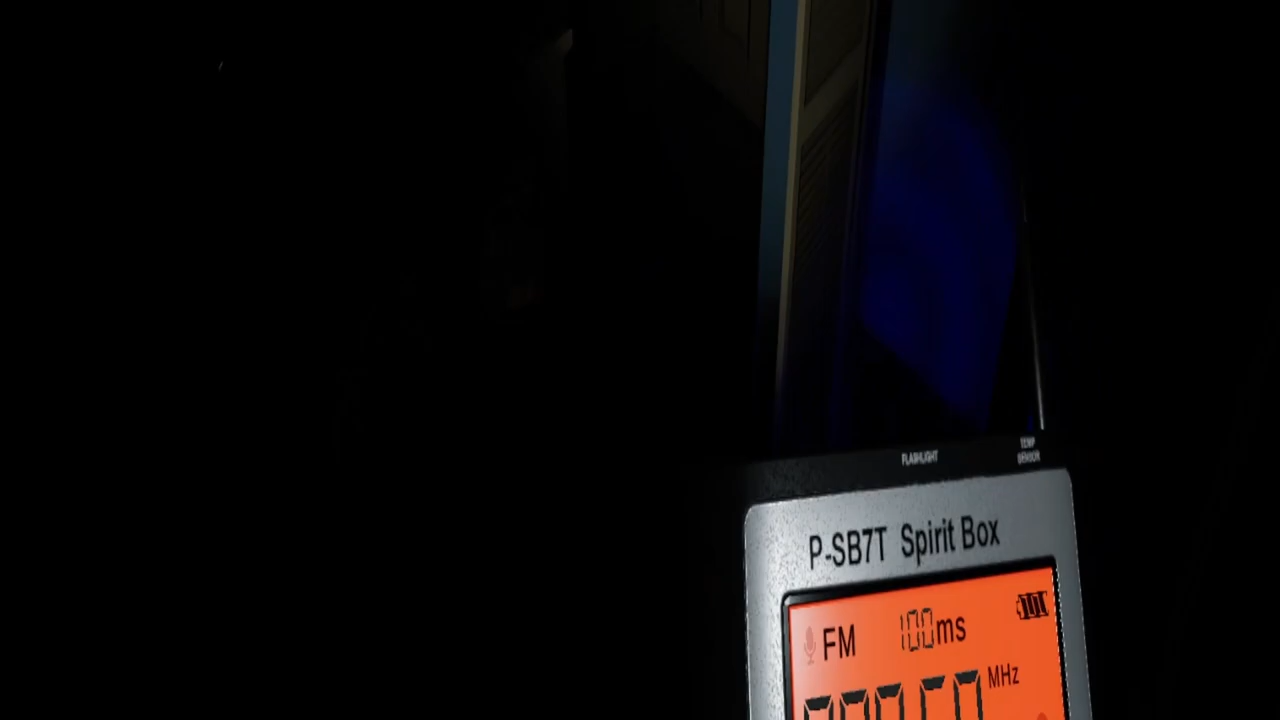 FLASHLIGHT
TEMP
SENSOR
P-SB7T Spirit Box
FM 100ms
MHz